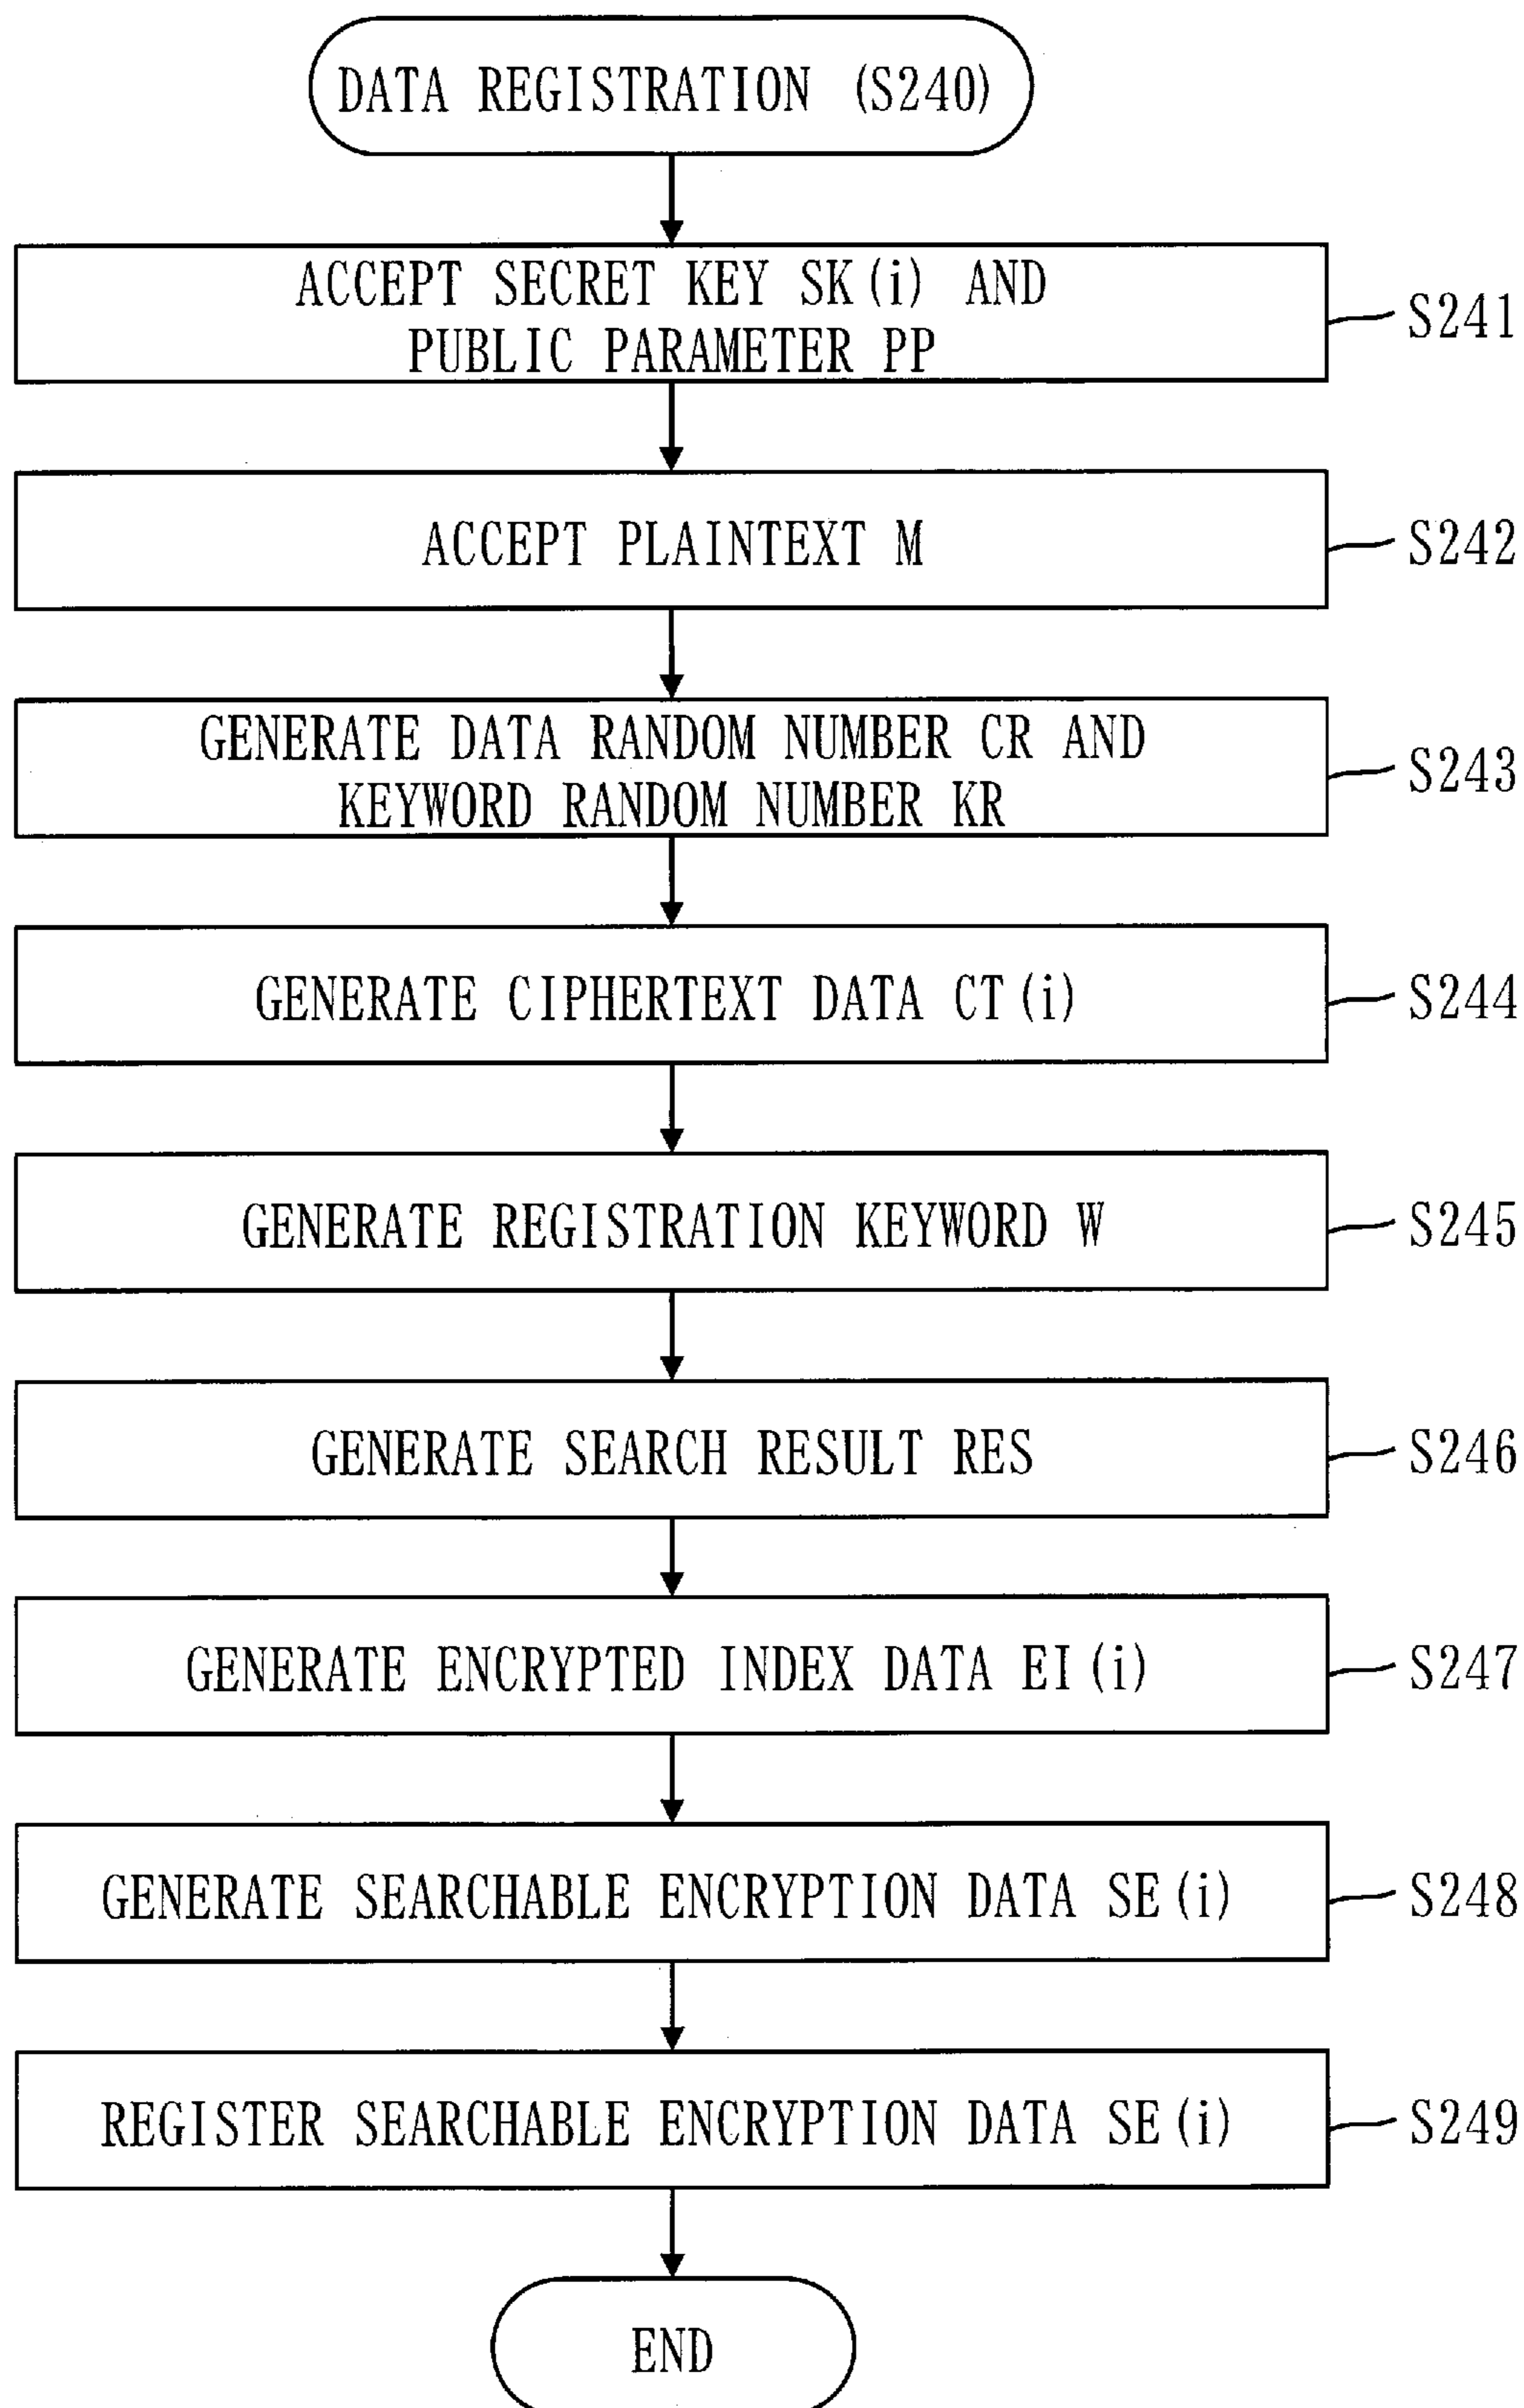 DATA REGISTRATION (S240)
ACCEPT SECRET KEY SK(i) AND
PUBLIC PARAMETER PP
S241
ACCEPT PLAINTEXT M
S242
GENERATE DATA RANDOM NUMBER CR AND
KEYWORD RANDOM NUMBER KR
S243
GENERATE CIPHERTEXT DATA CT(i)
S244
GENERATE REGISTRATION KEYWORD W
S245
GENERATE SEARCH RESULT RES
S246
GENERATE ENCRYPTED INDEX DATA EI(i)
S247
GENERATE SEARCHABLE ENCRYPTION DATA SE(i)
S248
REGISTER SEARCHABLE ENCRYPTION DATA SE(i)
S249
END